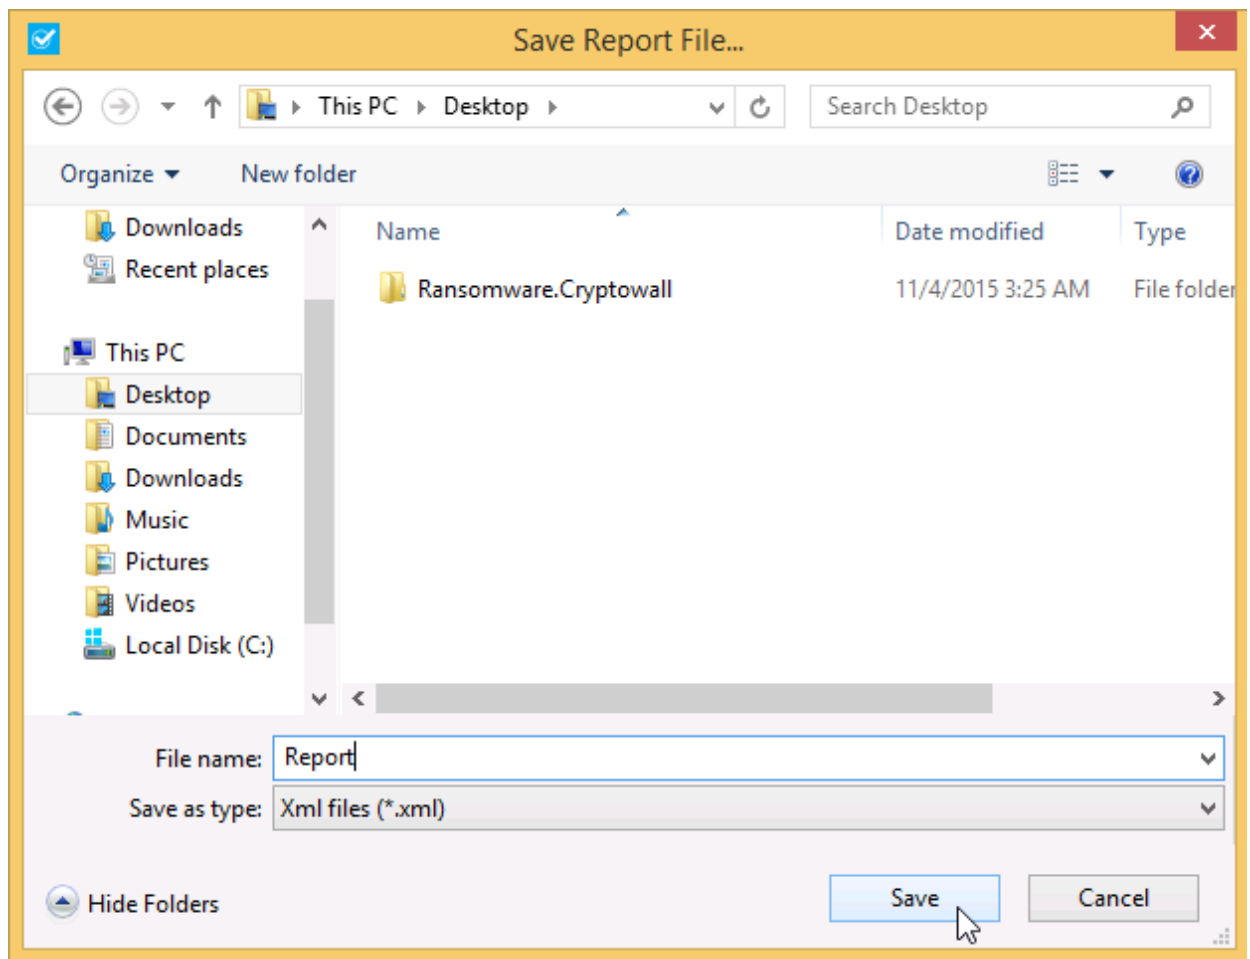 Save Report File...
This PC Desktop
Search Desktop
Organize
New folder
Downloads
Recent places
This PC
Desktop
Documents
Downloads
Music
Pictures
Videos
Local Disk (C:)
Name Date modified Type
Ransomware.Cryptowall 11/4/2015 3:25 AM File folder
File name: Report
Save as type: Xml files (*.xml)
Hide Folders
Save
Cancel